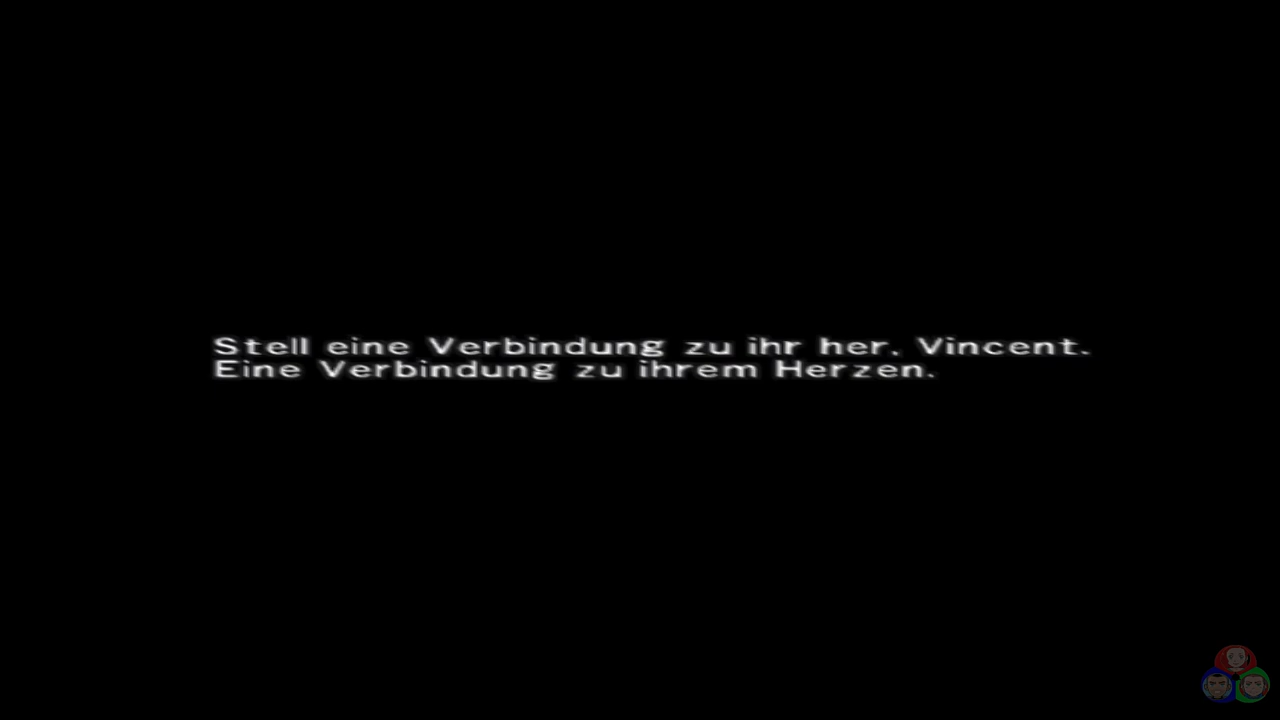 Stell eine Verbindung zu ihr her, Vincent.
Eine Verbindung zu ihrem Herzen.